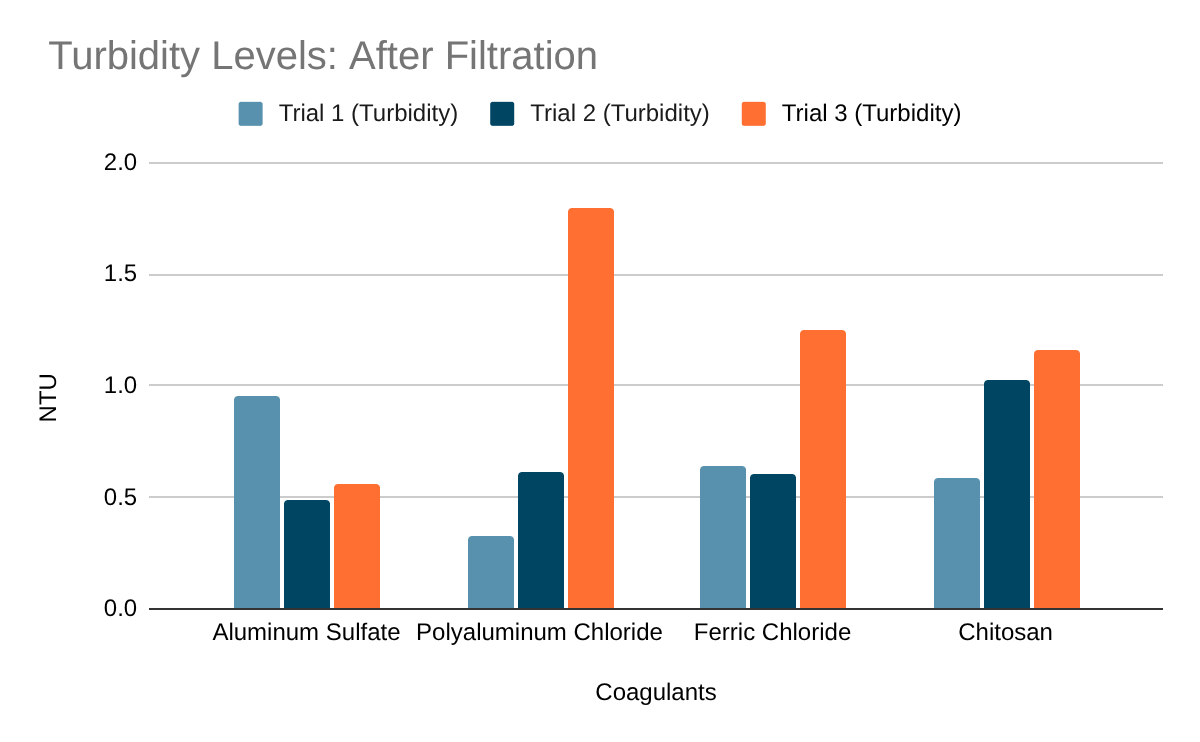 Turbidity Levels: After Filtration
Trial 1 (Turbidity) Trial 2 (Turbidity) Trial 3 (Turbidity)
2.0
1.5
1.0
0.5
0.0
NTU
Aluminum Sulfate Polyaluminum Chloride Ferric Chloride Chitosan
Coagulants